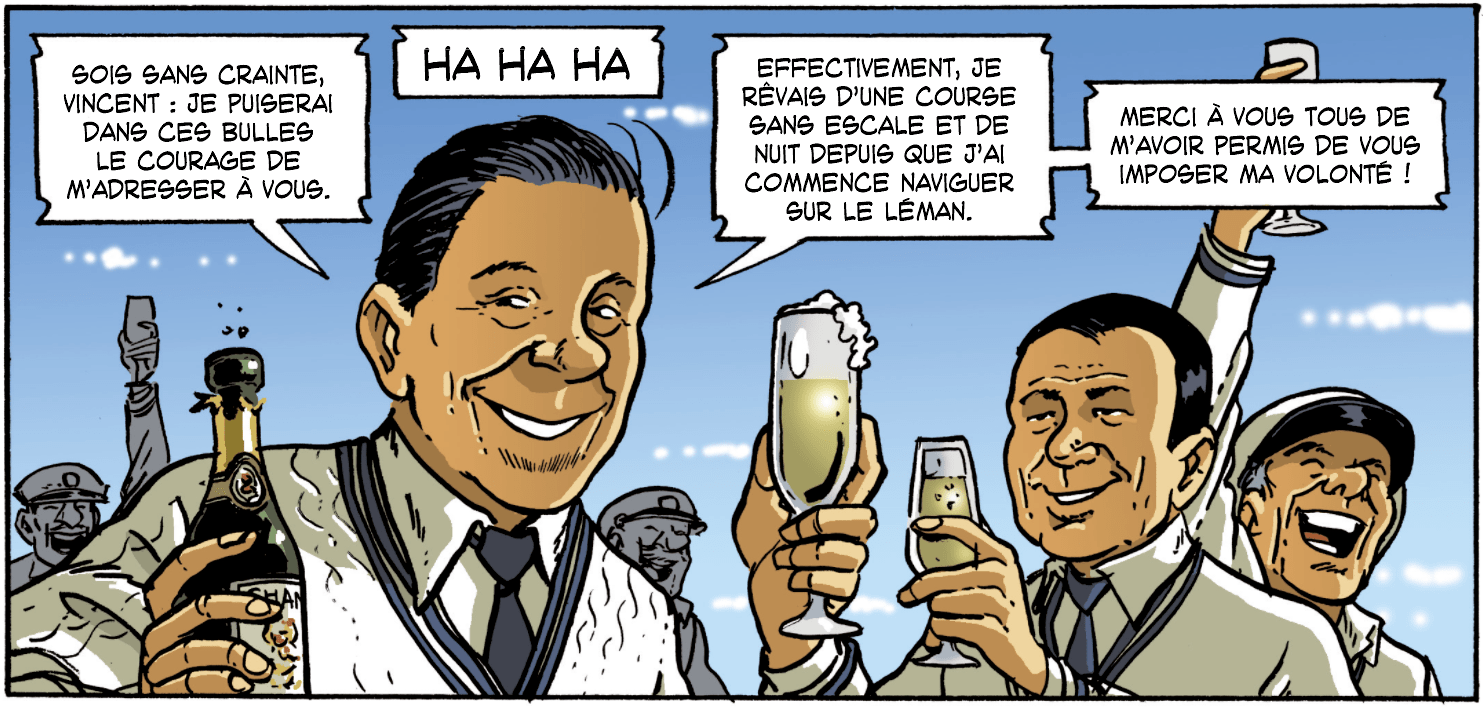 SOIS SANS CRAINTE,
VINCENT : JE PUISERAI
DANS CES BULLES
LE COURAGE DE
M'ADRESSER À VOUS.
HA HA HA
EFFECTIVEMENT, JE
RÊVAIS D'UNE COURSE
SANS ESCALE ET DE
NUIT DEPUIS QUE J'AI
COMMENCE NAVIGUER
SUR LE LÉMAN.
MERCI À VOUS TOUS DE
M'AVOIR PERMIS DE VOUS
IMPOSER MA VOLONTÉ !
SHAN